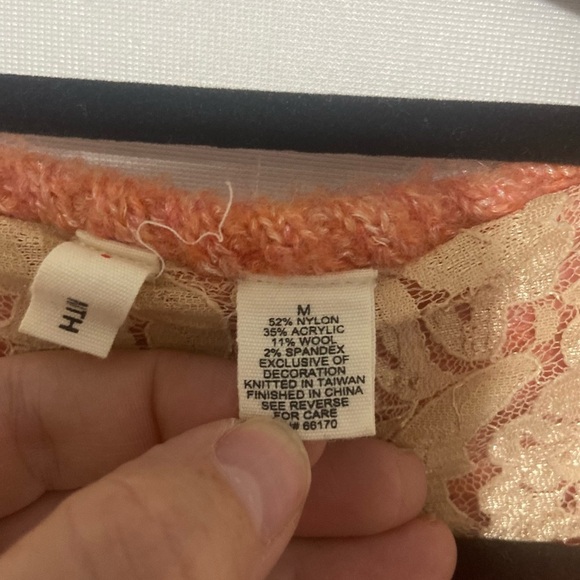 M
52% NYLON
35% ACRYLIC
11% WOOL
2% SPANDEX
EXCLUSIVE OF
DECORATION
KNITTED IN TAIWAN
FINISHED IN CHINA
SEE REVERSE
FOR CARE
# 66170
ITH